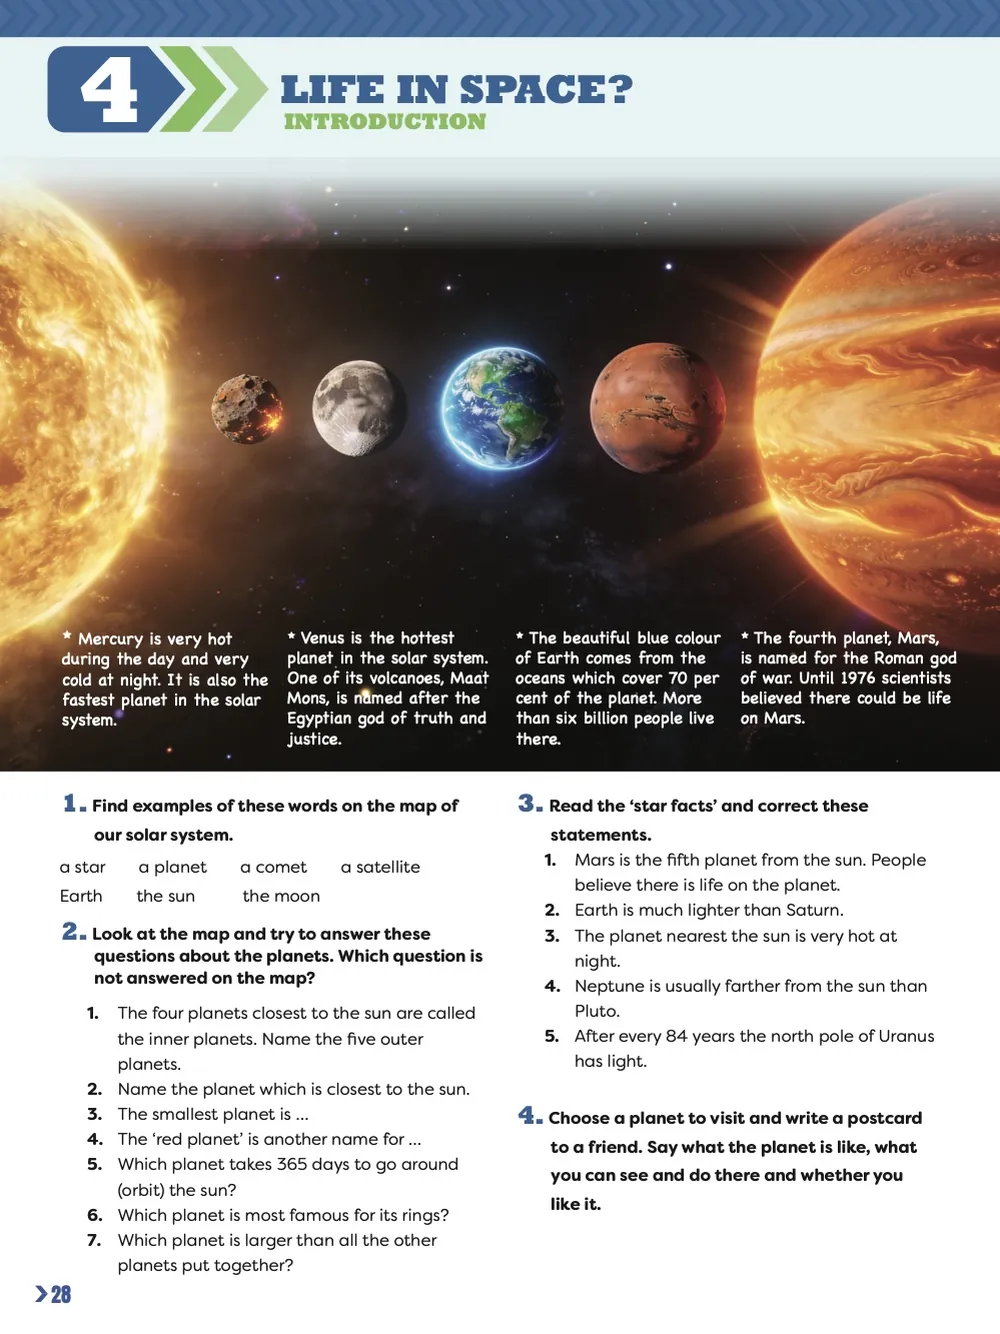 4
LIFE IN SPACE?
INTRODUCTION
* Mercury is very hot
during the day and very
cold at night. It is also the
fastest planet in the solar
system.
* Venus is the hottest
planet in the solar system.
One of its volcanoes, Maat
Mons, is named after the
Egyptian god of truth and
justice.
* The beautiful blue colour
of Earth comes from the
oceans which cover 70 per
cent of the planet. More
than six billion people live
there.
* The fourth planet, Mars,
is named for the Roman god
of war. Until 1976 scientists
believed there could be life
on Mars.
1. Find examples of these words on the map of
our solar system.
a star a planet a comet a satellite
Earth the sun the moon
2. Look at the map and try to answer these
questions about the planets. Which question is
not answered on the map?
1. The four planets closest to the sun are called
the inner planets. Name the five outer
planets.
2. Name the planet which is closest to the sun.
3. The smallest planet is ...
4. The ‘red planet’ is another name for ...
5. Which planet takes 365 days to go around
(orbit) the sun?
6. Which planet is most famous for its rings?
7. Which planet is larger than all the other
planets put together?
3. Read the ‘star facts’ and correct these
statements.
1. Mars is the fifth planet from the sun. People
believe there is life on the planet.
2. Earth is much lighter than Saturn.
3. The planet nearest the sun is very hot at
night.
4. Neptune is usually farther from the sun than
Pluto.
5. After every 84 years the north pole of Uranus
has light.
4. Choose a planet to visit and write a postcard
to a friend. Say what the planet is like, what
you can see and do there and whether you
like it.
28